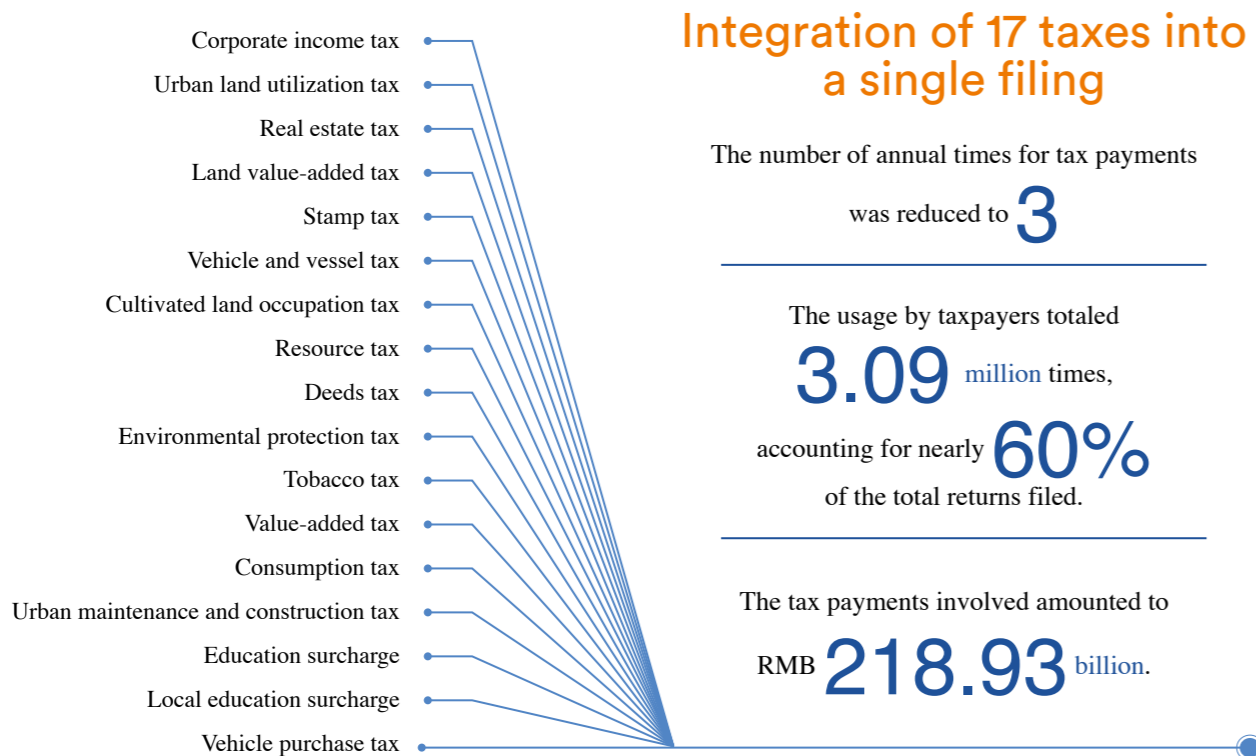 Corporate income tax
Urban land utilization tax
Real estate tax
Land value-added tax
Stamp tax
Vehicle and vessel tax
Cultivated land occupation tax
Resource tax
Deeds tax
Environmental protection tax
Tobacco tax
Value-added tax
Consumption tax
Urban maintenance and construction tax
Education surcharge
Local education surcharge
Vehicle purchase tax
Integration of 17 taxes into
a single filing
The number of annual times for tax payments
was reduced to 3
The usage by taxpayers totaled
3.09 million times,
accounting for nearly 60%
of the total returns filed.
The tax payments involved amounted to
RMB 218.93 billion.